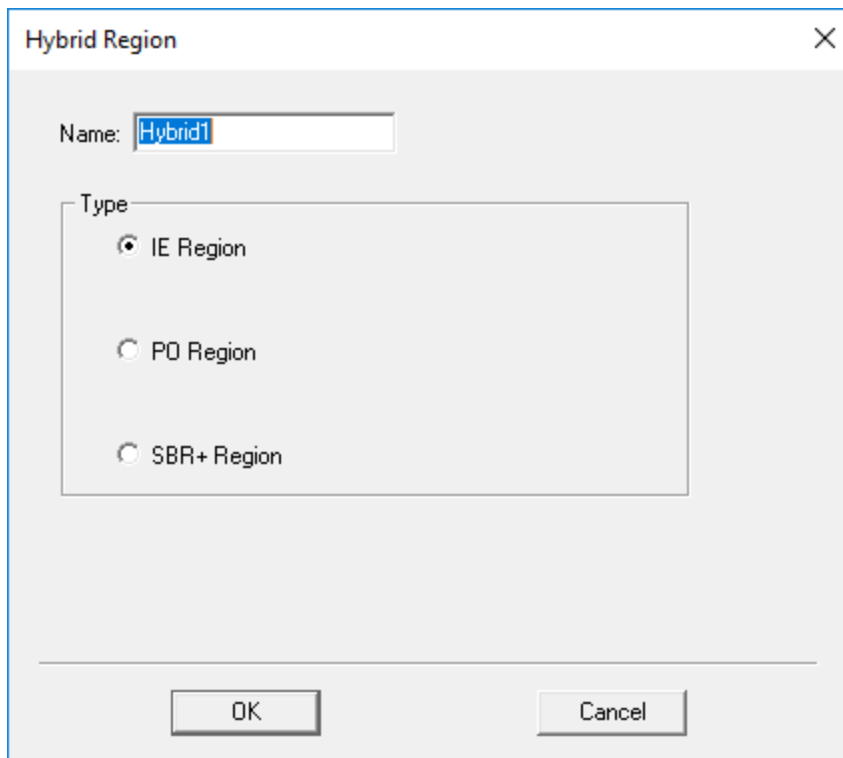 Hybrid Region
Name: Hybrid1
Type
IE Region
PO Region
SBR+ Region
OK Cancel